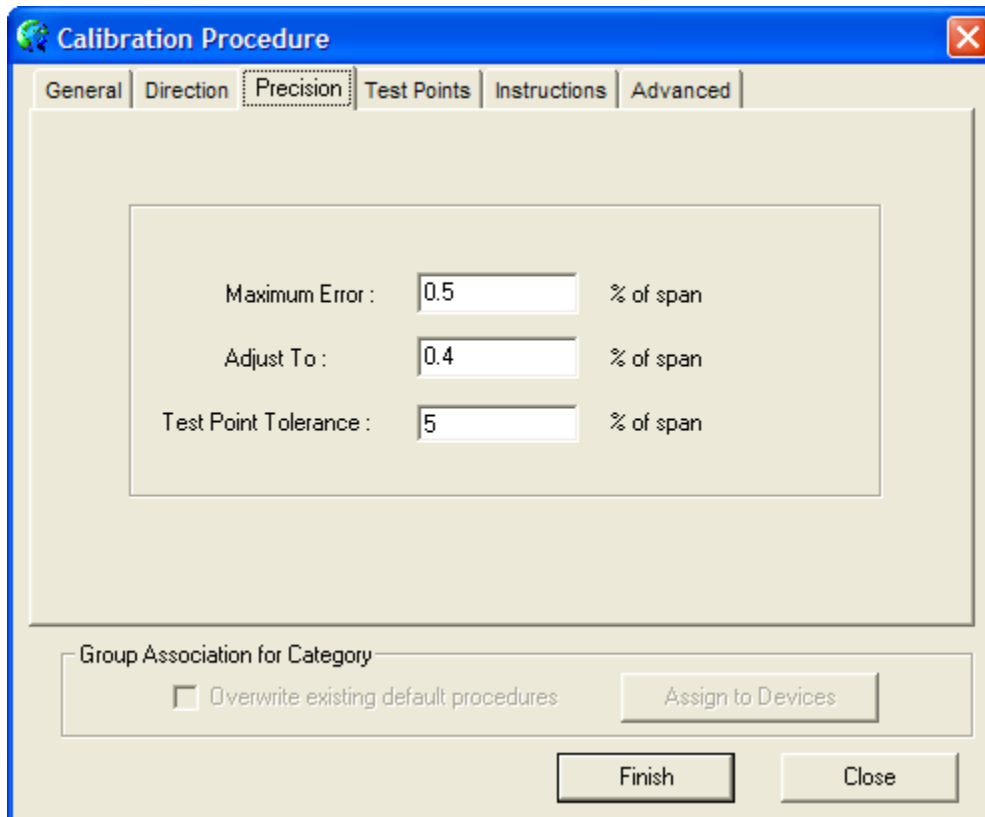 Calibration Procedure
General Direction Precision Test Points Instructions Advanced
Maximum Error : 0.5 % of span
Adjust To : 0.4 % of span
Test Point Tolerance : 5 % of span
Group Association for Category
Overwrite existing default procedures Assign to Devices
Finish Close